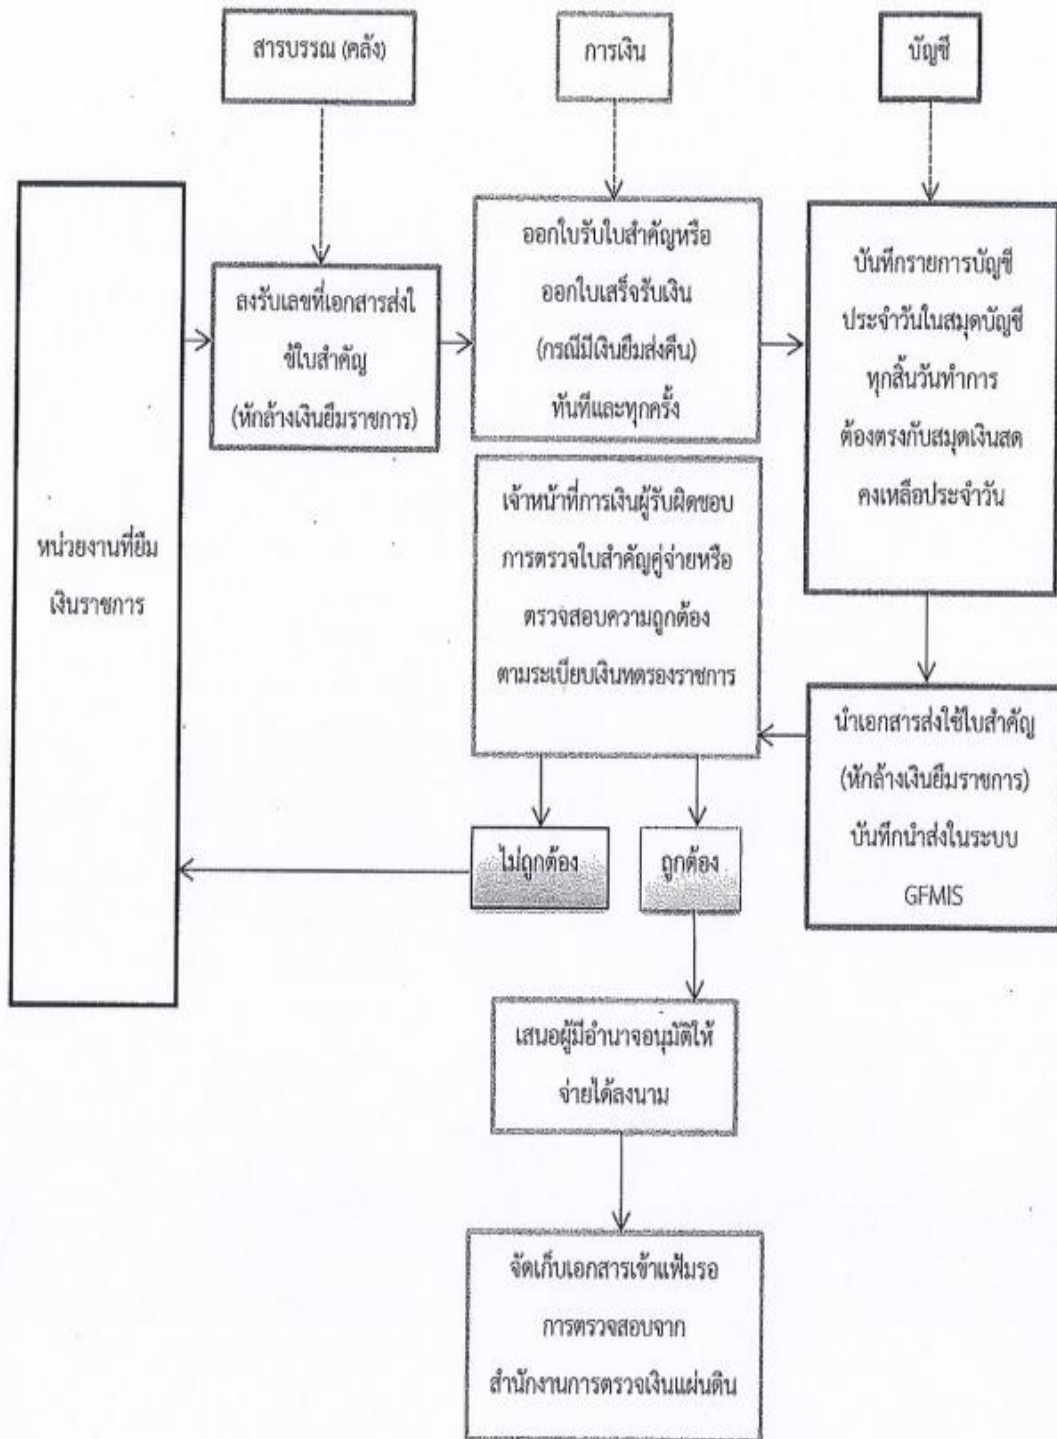 สารบรรณ (คลัง)
การเงิน
บัญชี
หน่วยงานที่ยืม
เงินราชการ
ลงรับเลขที่เอกสารส่งใ
ช้ใบสำคัญ
(หักล้างเงินยืมราชการ)
ออกใบรับใบสำคัญหรือ
ออกใบเสร็จรับเงิน
(กรณีมีเงินยืมส่งคืน)
ทันทีและทุกครั้ง
บันทึกรายการบัญชี
ประจำวันในสมุดบัญชี
ทุกสิ้นวันทำการ
ต้องตรงกับสมุดเงินสด
คงเหลือประจำวัน
นำเอกสารส่งใช้ใบสำคัญ
(หักล้างเงินยืมราชการ)
บันทึกนำส่งในระบบ
GFMIS
เจ้าหน้าที่การเงินผู้รับผิดชอบ
การตรวจใบสำคัญคู่จ่ายหรือ
ตรวจสอบความถูกต้อง
ตามระเบียบเงินทดรองราชการ
ไม่ถูกต้อง
ถูกต้อง
เสนอผู้มีอำนาจอนุมัติให้
จ่ายได้ลงนาม
จัดเก็บเอกสารเข้าแฟ้มรอ
การตรวจสอบจาก
สำนักงานการตรวจเงินแผ่นดิน